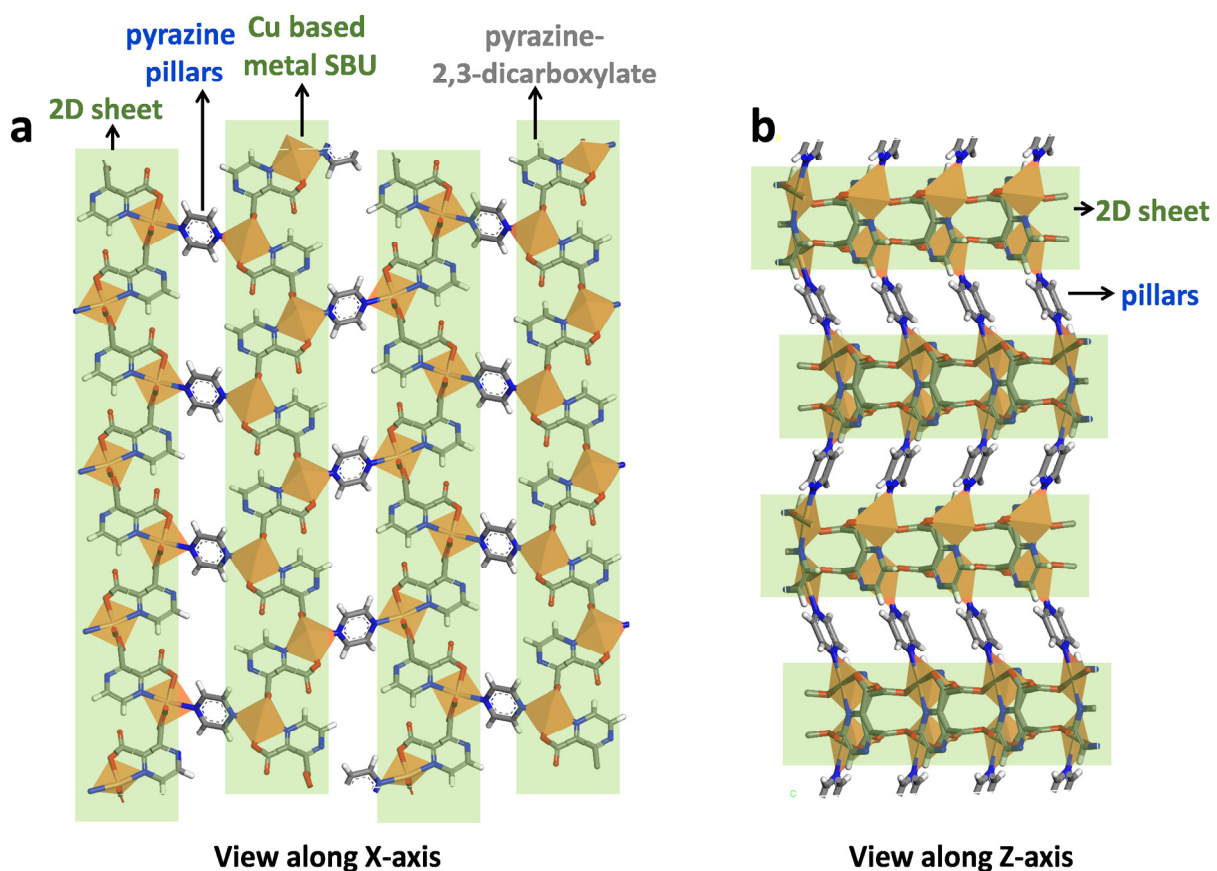 a
2D sheet
pyrazine
pillars
Cu based
metal SBU
pyrazine-
2,3-dicarboxylate
View along X-axis
b
2D sheet
pillars
c
View along Z-axis